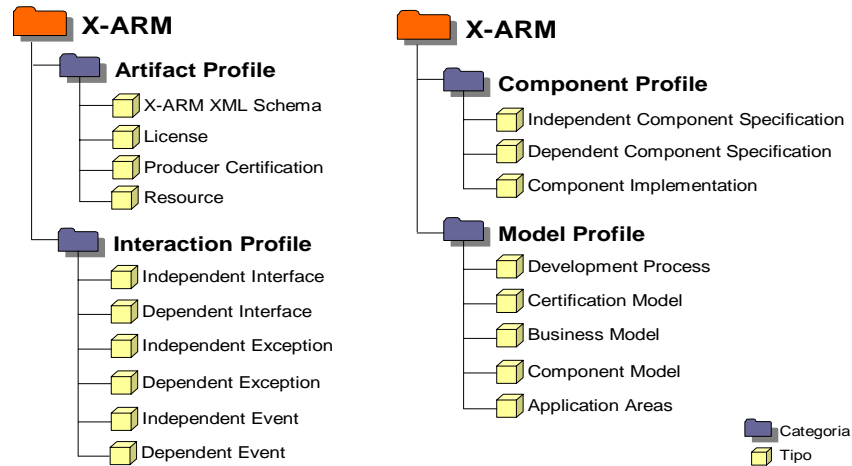 X-ARM
Artifact Profile
X-ARM XML Schema
License
Producer Certification
Resource
Interaction Profile
Independent Interface
Dependent Interface
Independent Exception
Dependent Exception
Independent Event
Dependent Event
X-ARM
Component Profile
Independent Component Specification
Dependent Component Specification
Component Implementation
Model Profile
Development Process
Certification Model
Business Model
Component Model
Application Areas
Categoria
Tipo